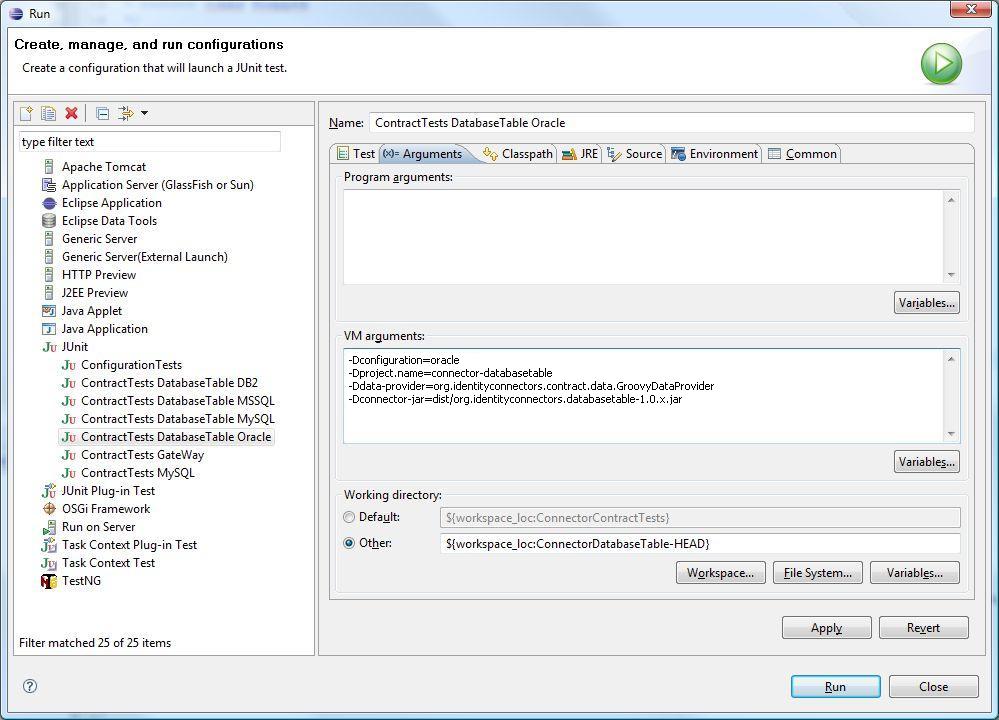 Run
Create, manage, and run configurations
Create a configuration that will launch a JUnit test.
type filter text
Apache Tomcat
Application Server (GlassFish or Sun)
Eclipse Application
Eclipse Data Tools
Generic Server
Generic Server(External Launch)
HTTP Preview
J2EE Preview
Java Applet
Java Application
JUnit
ConfigurationTests
ContractTests DatabaseTable DB2
ContractTests DatabaseTable MSSQL
ContractTests DatabaseTable MySQL
ContractTests DatabaseTable Oracle
ContractTests GateWay
ContractTests MySQL
JUnit Plug-in Test
OSGi Framework
Run on Server
Task Context Plug-in Test
Task Context Test
TestNG
Filter matched 25 of 25 items
Name: ContractTests DatabaseTable Oracle
Test (x)= Arguments Classpath JRE Source Environment Common
Program arguments:
Variables...
VM arguments:
-Dconfiguration=oracle
-Dproject.name=connector-databasetable
-Ddata-provider=org.identityconnectors.contract.data.GroovyDataProvider
-Dconnector-jar=dist/org.identityconnectors.databasetable-1.0.x.jar
Variables...
Working directory:
Default: ${workspace_loc:ConnectorContractTests}
Other: ${workspace_loc:ConnectorDatabaseTable-HEAD}
Workspace... File System... Variables...
Apply Revert
Run Close